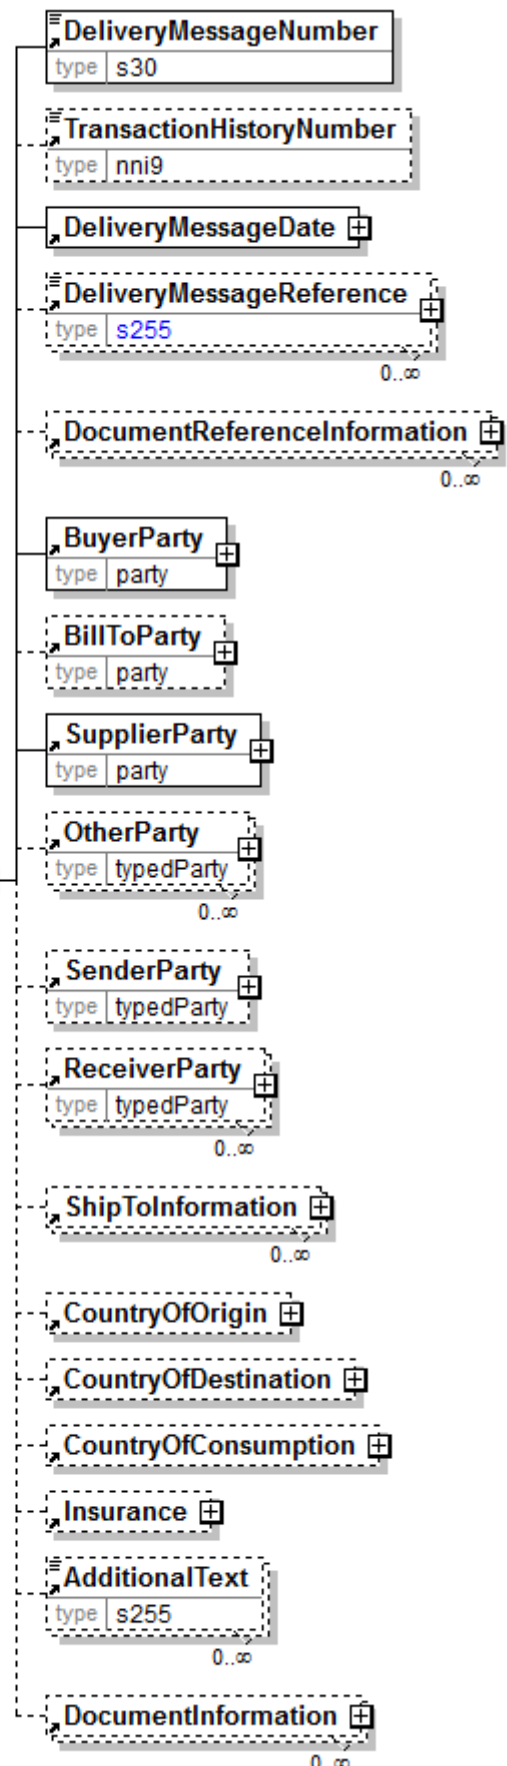 DeliveryMessageNumber
type s30
TransactionHistoryNumber
type nni9
DeliveryMessageDate
DeliveryMessageReference
type s255
0..∞
DocumentReferenceInformation
0..∞
BuyerParty
type party
BillToParty
type party
SupplierParty
type party
OtherParty
type typedParty
0..∞
SenderParty
type typedParty
ReceiverParty
type typedParty
0..∞
ShipToInformation
0..∞
CountryOfOrigin
CountryOfDestination
CountryOfConsumption
Insurance
AdditionalText
type s255
0..∞
DocumentInformation
0..∞